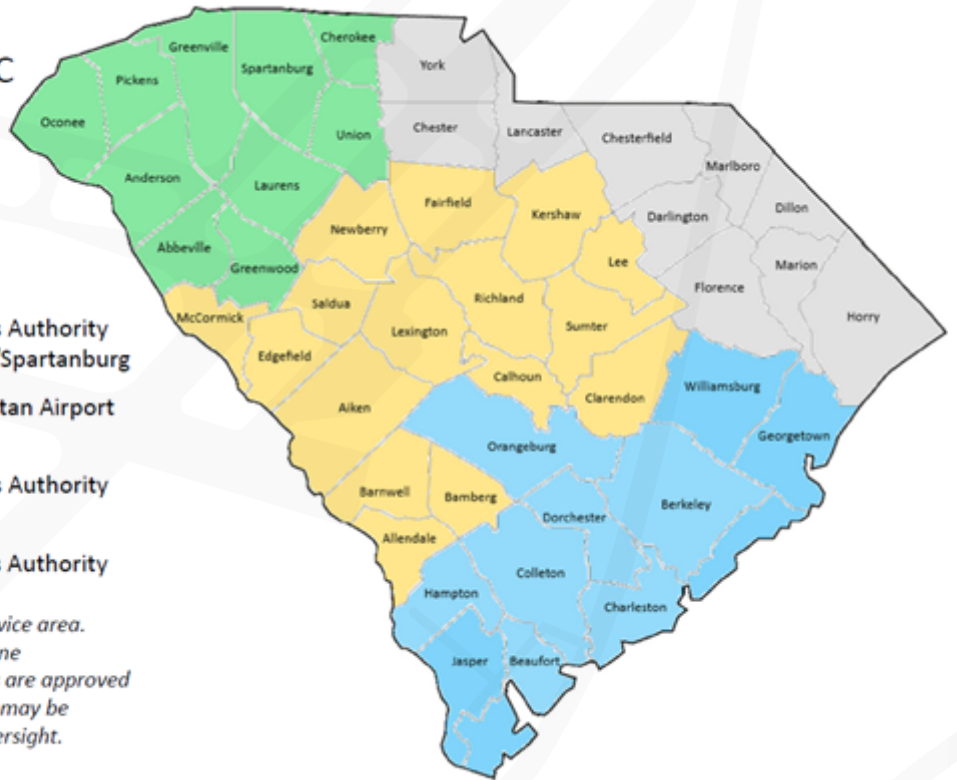 C
Cherokee
Greenville
York
Spartanburg
Pickens
Oconee
Union
Chester
Lancaster
Chesterfield
Marlboro
Anderson
Laurens
Fairfield
Kershaw
Darlington
Dillon
Newberry
Abbeville
Greenwood
Lee
Marion
Florence
Saldua
Richland
McCormick
Lexington
Sumter
Horry
s Authority
/Spartanburg
Edgefield
Calhoun
Williamsburg
Clarendon
tan Airport
Aiken
Georgetown
Orangeburg
s Authority
Barnwell
Bamberg
Berkeley
Dorchester
Allendale
s Authority
Colleton
Hampton
Charleston
vice area.
ne
Jasper
Beaufort
are approved
may be
ersight.